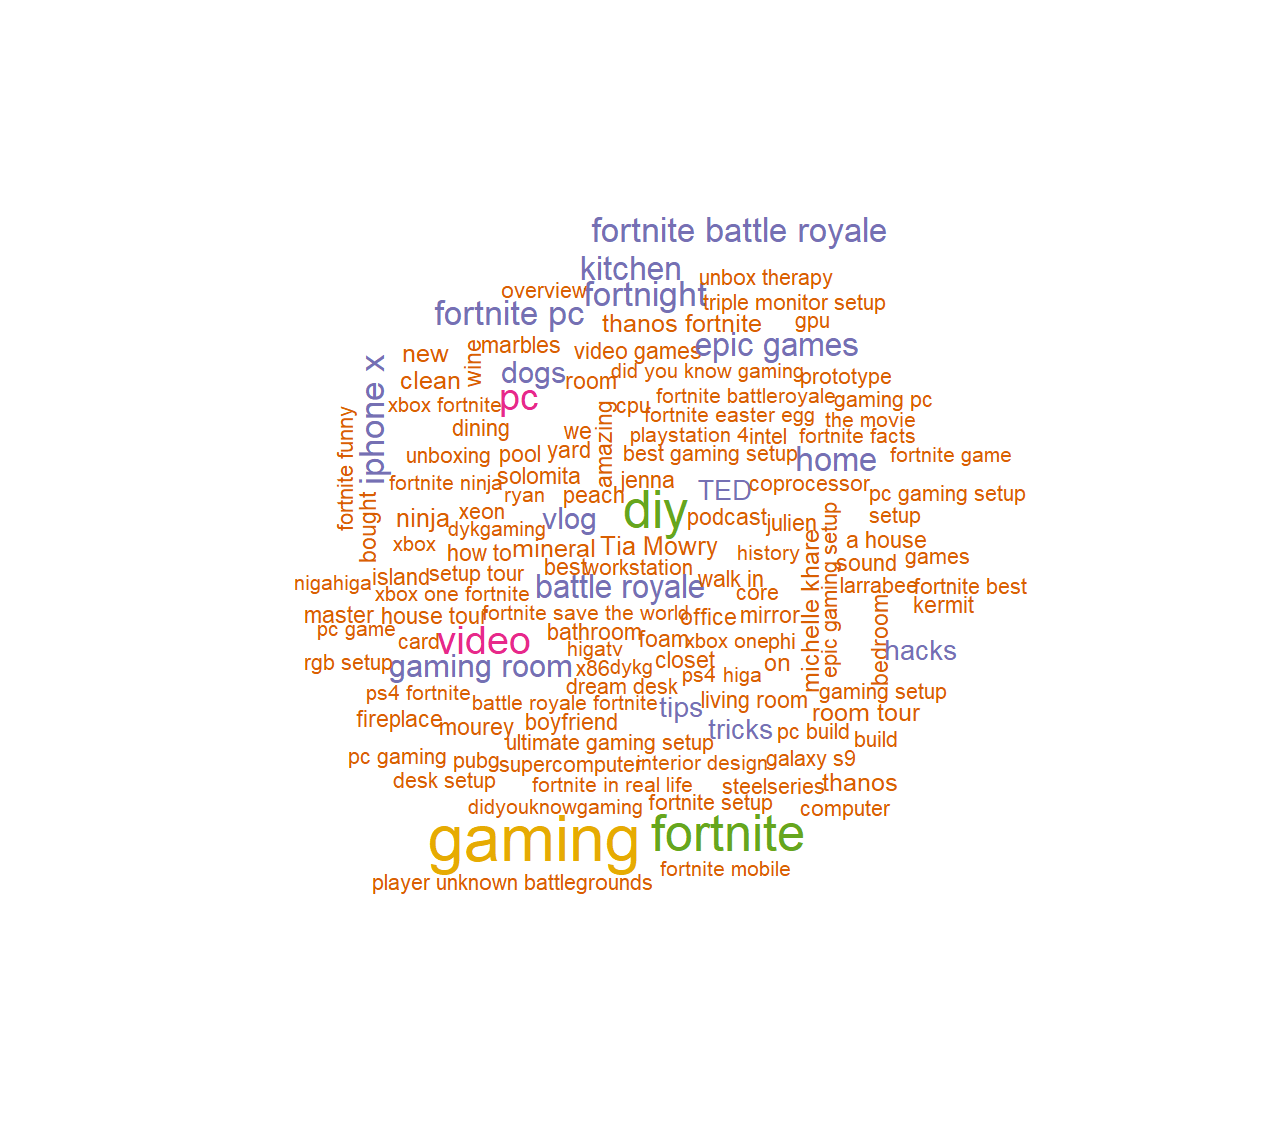 fortnite battle royale
kitchen
unbox therapy
overview
fortnight
triple monitor setup
fortnite pc
thanos fortnite
gpu
new
wine
marbles
video games
epic games
clean
dogs
room
did you know gaming
prototype
iphone x
xbox fortnite
pc
amazing
cpu
fortnite battleroyale
gaming pc
fortnite easter egg
the movie
fortnite funny
dining
we
playstation 4
intel
fortnite facts
unboxing
pool
yard
best gaming setup
home
fortnite game
fortnite ninja
solomita
jenna
TED
coprocessor
pc gaming setup
ryan
peach
diy
bought
ninja
xeon
dykgaming
vlog
podcast
julien
setup
xbox
how to
mineral
Tia Mowry
history
michelle khare
epic gaming setup
a house
sound
games
nigahiga
island
setup tour
best
workstation
walk in
larrabee
fortnite best
xbox one fortnite
battle royale
core
kermit
master house tour
fortnite save the world
office
mirror
bedroom
pc game
card
video
bathroom
foam
xbox one
phi
higatv
hacks
rgb setup
gaming room
x86
dykg
closet
ps4 higa
on
dream desk
ps4 fortnite
battle royale fortnite
tips
living room
gaming setup
fireplace
mourey
boyfriend
tricks
pc build
room tour
ultimate gaming setup
build
pc gaming
pubg
supercomputer
interior design
galaxy s9
desk setup
fortnite in real life
steelseries
thanos
didyouknowgaming
fortnite setup
computer
gaming
fortnite
fortnite mobile
player unknown battlegrounds